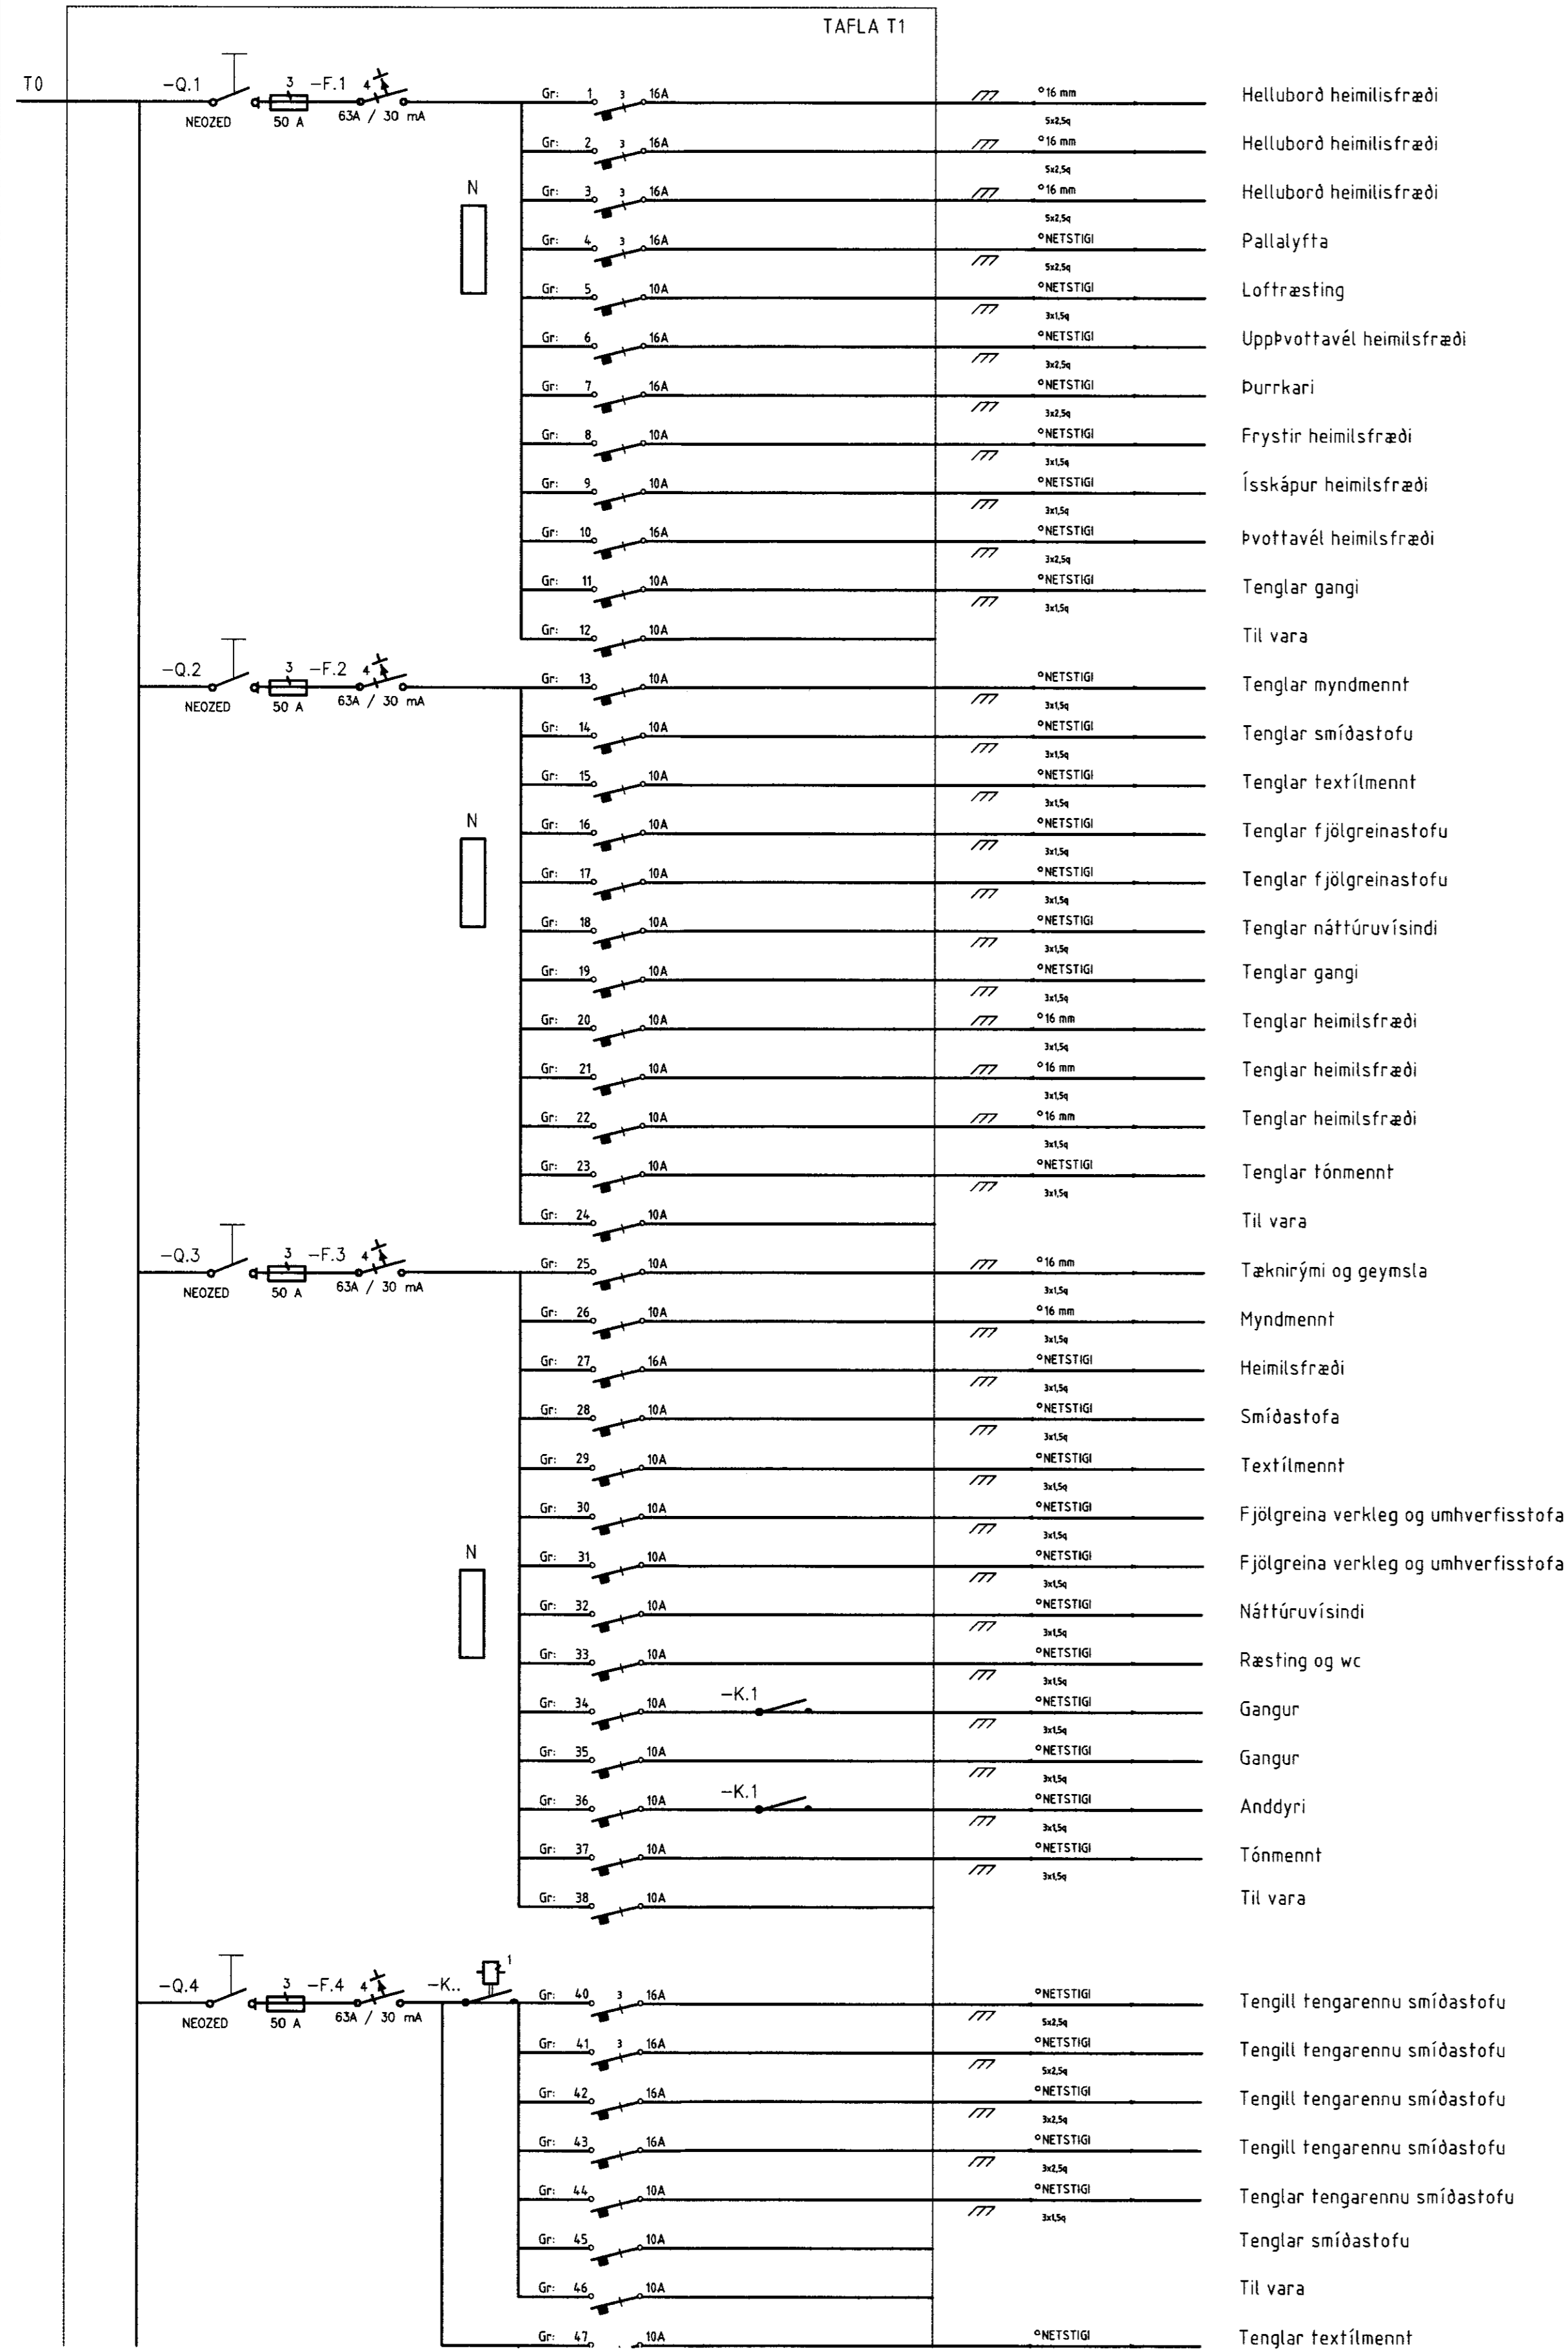 TAFLA T1
T0
-Q.1 3 -F.1 4
NEOZED 50 A 63A / 30 mA
N
Gr: 1 3 16A °16 mm Helluborð heimilisfræði
5x2,5q
Gr: 2 3 16A °16 mm Helluborð heimilisfræði
5x2,5q
Gr: 3 3 16A °16 mm Helluborð heimilisfræði
5x2,5q
Gr: 4 3 16A °NETSTIGI Pallalyfta
5x2,5q
Gr: 5 10A °NETSTIGI Loftræsting
3x1,5q
Gr: 6 16A °NETSTIGI UppÞvottavél heimilsfræði
3x2,5q
Gr: 7 16A °NETSTIGI Þurrkari
3x2,5q
Gr: 8 10A °NETSTIGI Frystir heimilsfræði
3x1,5q
Gr: 9 10A °NETSTIGI Ísskápur heimilsfræði
3x1,5q
Gr: 10 16A °NETSTIGI Þvottavél heimilsfræði
3x2,5q
Gr: 11 10A °NETSTIGI Tenglar gangi
3x1,5q
Gr: 12 10A Til vara
-Q.2 3 -F.2 4
NEOZED 50 A 63A / 30 mA
N
Gr: 13 10A °NETSTIGI Tenglar myndmennt
3x1,5q
Gr: 14 10A °NETSTIGI Tenglar smíðastofu
3x1,5q
Gr: 15 10A °NETSTIGI Tenglar textílmennt
3x1,5q
Gr: 16 10A °NETSTIGI Tenglar fjölgreinastofu
3x1,5q
Gr: 17 10A °NETSTIGI Tenglar fjölgreinastofu
3x1,5q
Gr: 18 10A °NETSTIGI Tenglar náttúruvísindi
3x1,5q
Gr: 19 10A °NETSTIGI Tenglar gangi
3x1,5q
Gr: 20 10A °16 mm Tenglar heimilsfræði
3x1,5q
Gr: 21 10A °16 mm Tenglar heimilsfræði
3x1,5q
Gr: 22 10A °16 mm Tenglar heimilsfræði
3x1,5q
Gr: 23 10A °NETSTIGI Tenglar tónmennt
3x1,5q
Gr: 24 10A Til vara
-Q.3 3 -F.3 4
NEOZED 50 A 63A / 30 mA
N
Gr: 25 10A °16 mm Tæknirými og geymsla
3x1,5q
Gr: 26 10A °16 mm Myndmennt
3x1,5q
Gr: 27 16A °NETSTIGI Heimilsfræði
3x1,5q
Gr: 28 10A °NETSTIGI Smíðastofa
3x1,5q
Gr: 29 10A °NETSTIGI Textílmennt
3x1,5q
Gr: 30 10A °NETSTIGI Fjölgreina verkleg og umhverfisstofa
3x1,5q
Gr: 31 10A °NETSTIGI Fjölgreina verkleg og umhverfisstofa
3x1,5q
Gr: 32 10A °NETSTIGI Náttúruvísindi
3x1,5q
Gr: 33 10A °NETSTIGI Ræsting og wc
3x1,5q
Gr: 34 10A -K.1 °NETSTIGI Gangur
3x1,5q
Gr: 35 10A °NETSTIGI Gangur
3x1,5q
Gr: 36 10A -K.1 °NETSTIGI Anddyri
3x1,5q
Gr: 37 10A °NETSTIGI Tónmennt
3x1,5q
Gr: 38 10A Til vara
-Q.4 3 -F.4 4 -K.. 1
NEOZED 50 A 63A / 30 mA
Gr: 40 3 16A °NETSTIGI Tengill tengarennu smíðastofu
5x2,5q
Gr: 41 3 16A °NETSTIGI Tengill tengarennu smíðastofu
5x2,5q
Gr: 42 16A °NETSTIGI Tengill tengarennu smíðastofu
3x2,5q
Gr: 43 16A °NETSTIGI Tengill tengarennu smíðastofu
3x2,5q
Gr: 44 10A °NETSTIGI Tenglar tengarennu smíðastofu
3x1,5q
Gr: 45 10A Tenglar smíðastofu
Gr: 46 10A Til vara
Gr: 47 10A °NETSTIGI Tenglar textílmennt